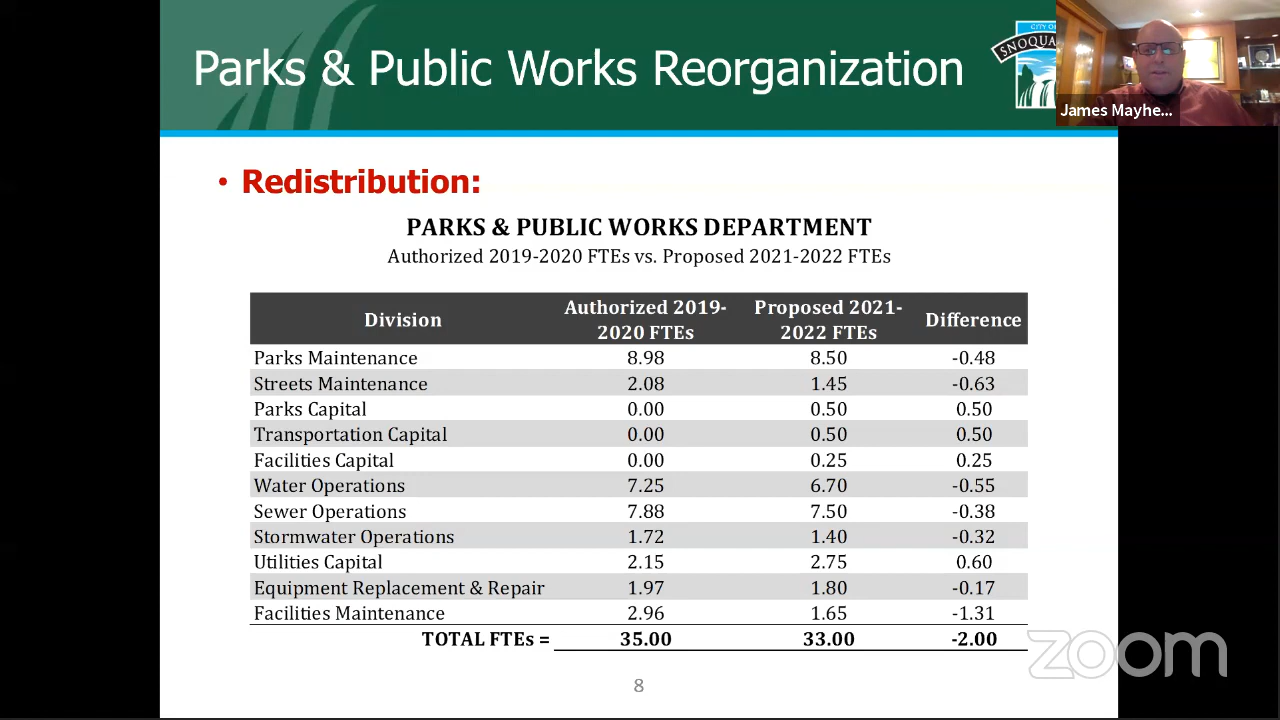 Parks & Public Works Reorganization
CITY OF
SNOQUA
James Mayhe...
• Redistribution:
PARKS & PUBLIC WORKS DEPARTMENT
Authorized 2019-2020 FTEs vs. Proposed 2021-2022 FTEs
Division Authorized 2019-2020 FTEs Proposed 2021-2022 FTEs Difference
Parks Maintenance 8.98 8.50 -0.48
Streets Maintenance 2.08 1.45 -0.63
Parks Capital 0.00 0.50 0.50
Transportation Capital 0.00 0.50 0.50
Facilities Capital 0.00 0.25 0.25
Water Operations 7.25 6.70 -0.55
Sewer Operations 7.88 7.50 -0.38
Stormwater Operations 1.72 1.40 -0.32
Utilities Capital 2.15 2.75 0.60
Equipment Replacement & Repair 1.97 1.80 -0.17
Facilities Maintenance 2.96 1.65 -1.31
TOTAL FTEs = 35.00 33.00 -2.00
zoom
8